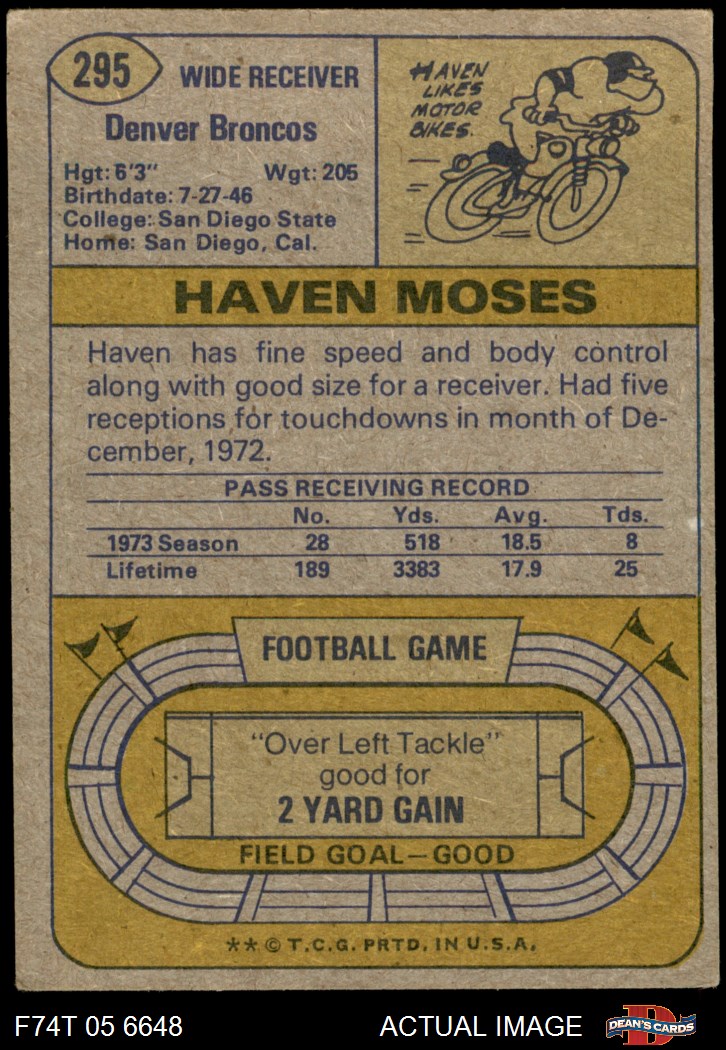 295
WIDE RECEIVER
Denver Broncos
Hgt: 6'3" Wgt: 205
Birthdate: 7-27-46
College: San Diego State
Home: San Diego, Cal.
HAVEN
LIKES
MOTOR
BIKES.
HAVEN MOSES
Haven has fine speed and body control
along with good size for a receiver. Had five
receptions for touchdowns in month of De-
cember, 1972.
PASS RECEIVING RECORD
No. Yds. Avg. Tds.
1973 Season 28 518 18.5 8
Lifetime 189 3383 17.9 25
FOOTBALL GAME
"Over Left Tackle"
good for
2 YARD GAIN
FIELD GOAL—GOOD
** © T.C.G. PRTD. IN U.S.A.
F74T 05 6648 ACTUAL IMAGE
D
DEAN'S CARDS